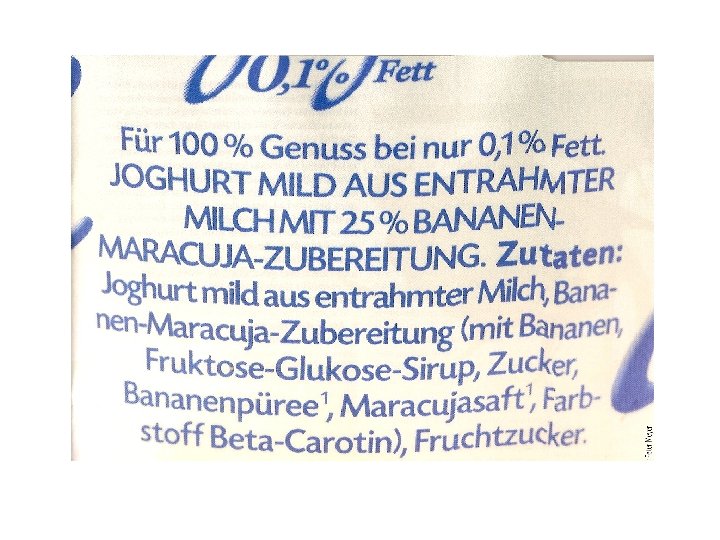 0,1% Fett
Für 100 % Genuss bei nur 0,1 % Fett.
JOGHURT MILD AUS ENTRAHMTER
MILCH MIT 25 % BANANEN-
MARACUJA-ZUBEREITUNG. Zutaten:
Joghurt mild aus entrahmter Milch, Bana-
nen-Maracuja-Zubereitung (mit Bananen,
Fruktose-Glukose-Sirup, Zucker,
Bananenpüree¹, Maracujasaft¹, Farb-
stoff Beta-Carotin), Fruchtzucker.